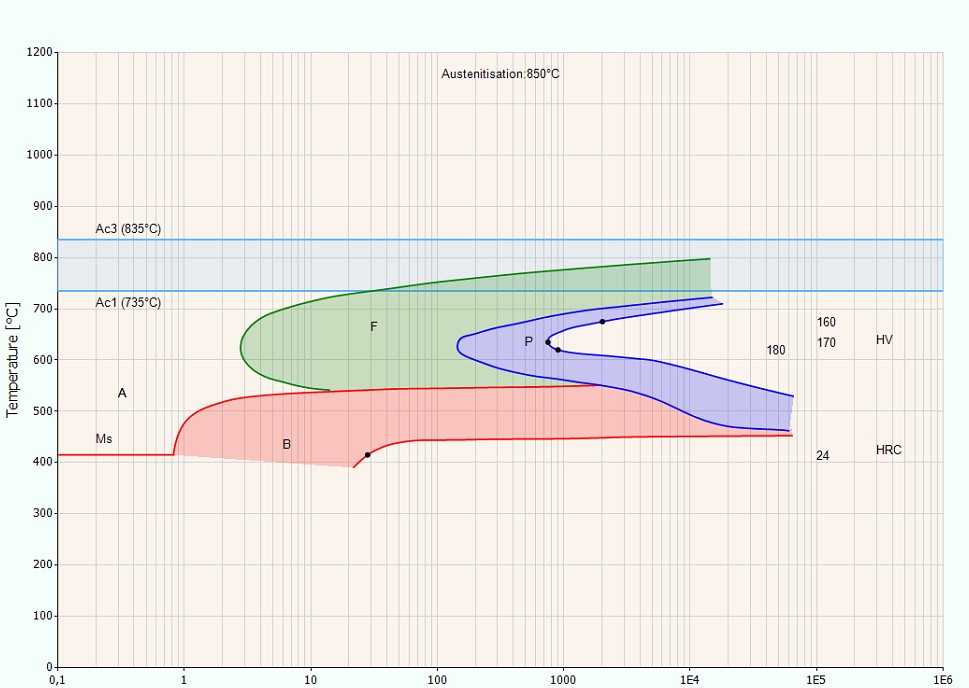 1200
Austenitisation:850°C
1100
1000
900
Ac3 (835°C)
800
Ac1 (735°C)
700
F
160
P
170
HV
180
600
Temperature [°C]
A
500
Ms
B
HRC
24
400
300
200
100
0
0,1 1 10 100 1000 1E4 1E5 1E6